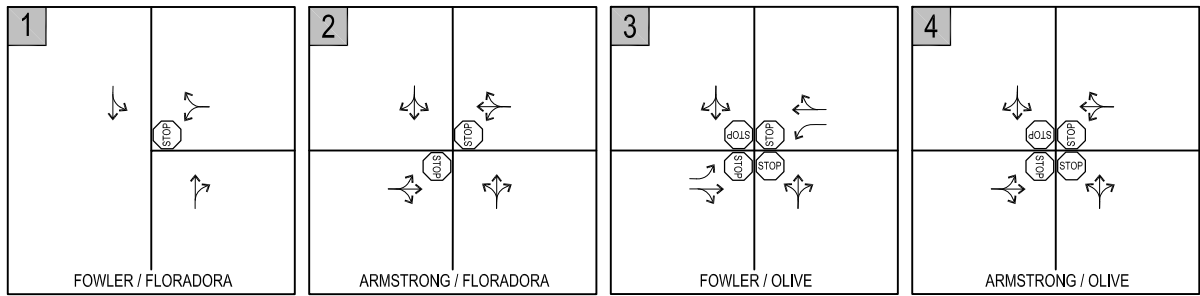 1
STOP
FOWLER / FLORADORA
2
STOP
STOP
ARMSTRONG / FLORADORA
3
STOP
STOP
STOP
STOP
FOWLER / OLIVE
4
STOP
STOP
STOP
STOP
ARMSTRONG / OLIVE